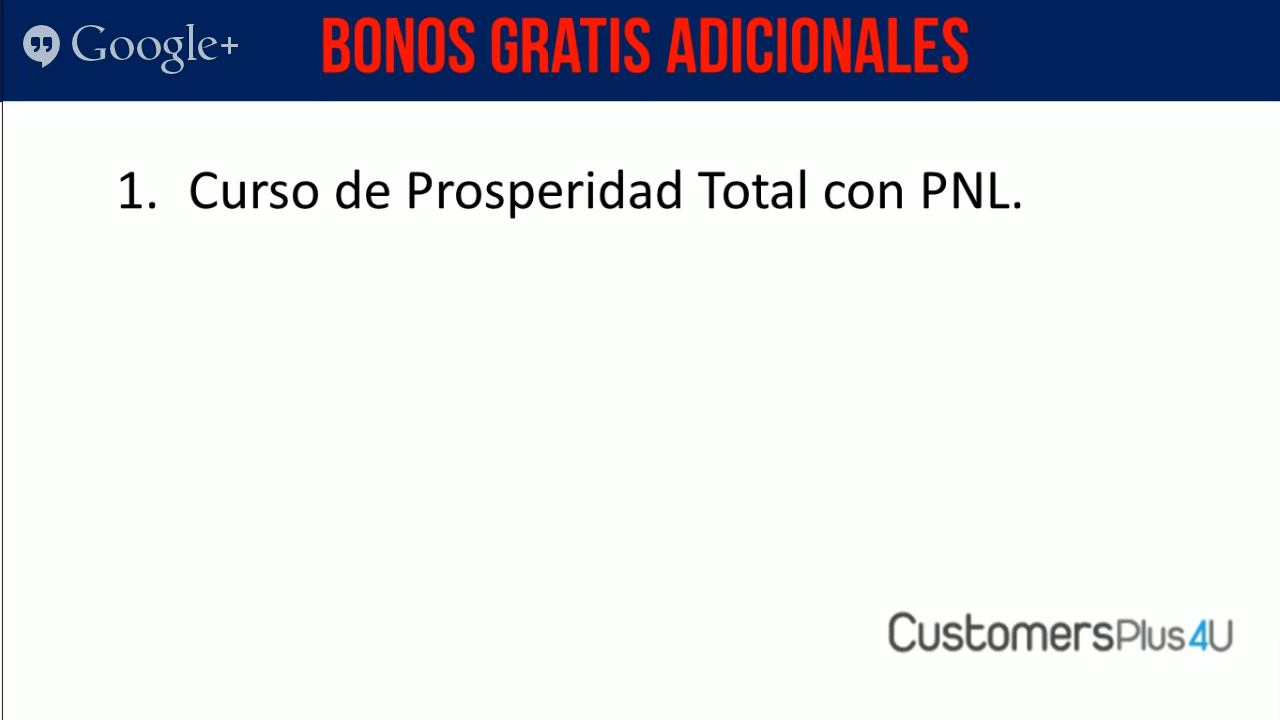 Google+
BONOS GRATIS ADICIONALES
1. Curso de Prosperidad Total con PNL.
CustomersPlus4U